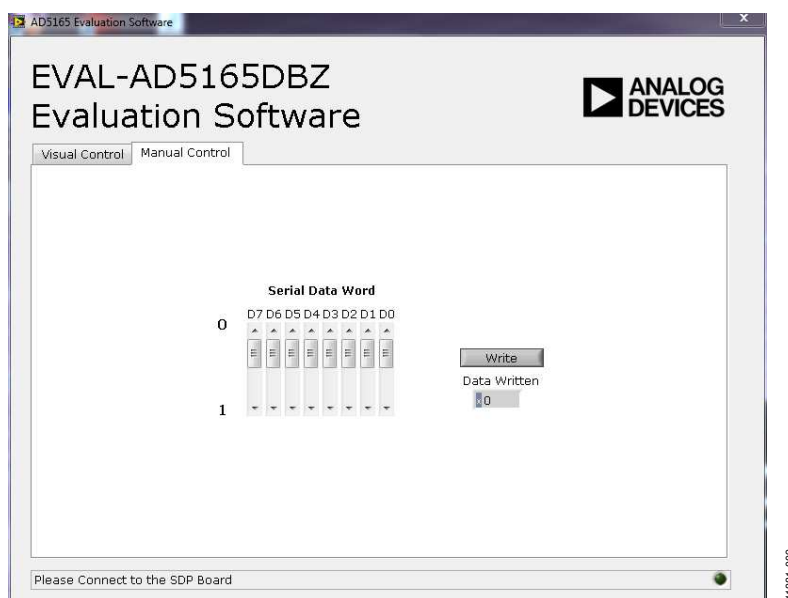 AD5165 Evaluation Software
x
EVAL-AD5165DBZ
Evaluation Software
ANALOG
DEVICES
Visual Control
Manual Control
Serial Data Word
D7 D6 D5 D4 D3 D2 D1 D0
0
1
Write
Data Written
x0
Please Connect to the SDP Board